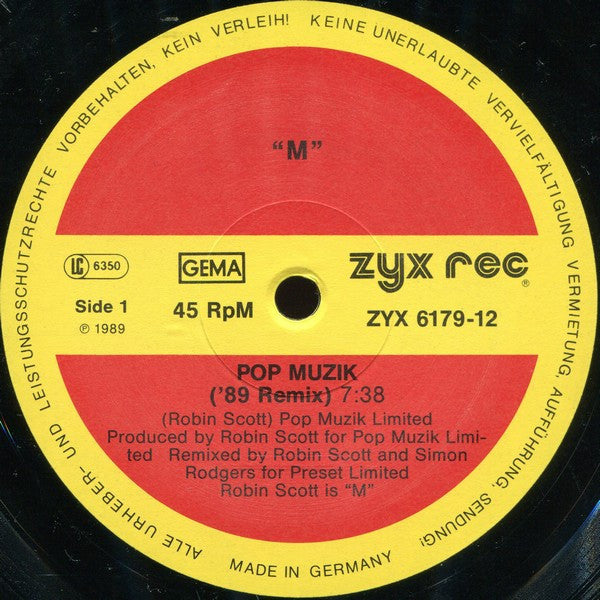 ALLE URHEBER- UND LEISTUNGSSCHUTZRECHTE VORBEHALTEN, KEIN VERLEIH! KEINE UNERLAUBTE VERVIELFÄLTIGUNG VERMIETUNG, AUFFÜHRUNG, SENDUNG!
“M”
LC 6350
GEMA
zyx rec®
Side 1
45 RpM
ZYX 6179-12
℗ 1989
POP MUZIK
('89 Remix) 7:38
(Robin Scott) Pop Muzik Limited
Produced by Robin Scott for Pop Muzik Limi-
ted Remixed by Robin Scott and Simon
Rodgers for Preset Limited
Robin Scott is “M”
MADE IN GERMANY